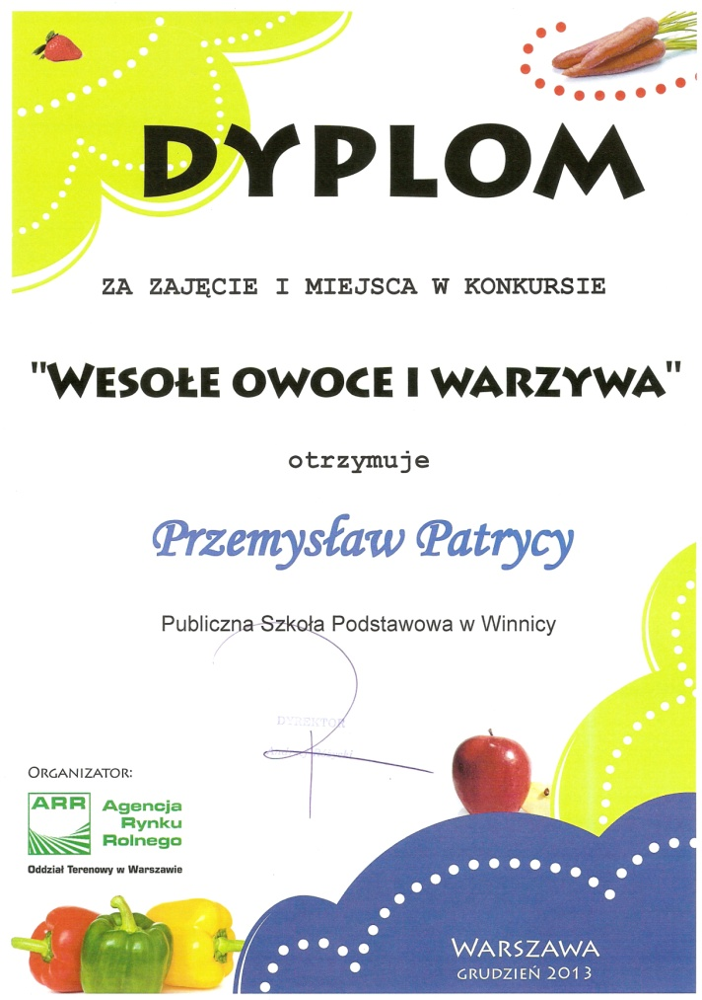 DYPLOM
ZA ZAJĘCIE I MIEJSCA W KONKURSIE
"WESOŁE OWOCE I WARZYWA"
otrzymuje
Przemysław Patrycy
Publiczna Szkoła Podstawowa w Winnicy
DYREKTOR
ORGANIZATOR:
ARR Agencja
Rynku
Rolnego
Oddział Terenowy w Warszawie
WARSZAWA
GRUDZIEŃ 2013